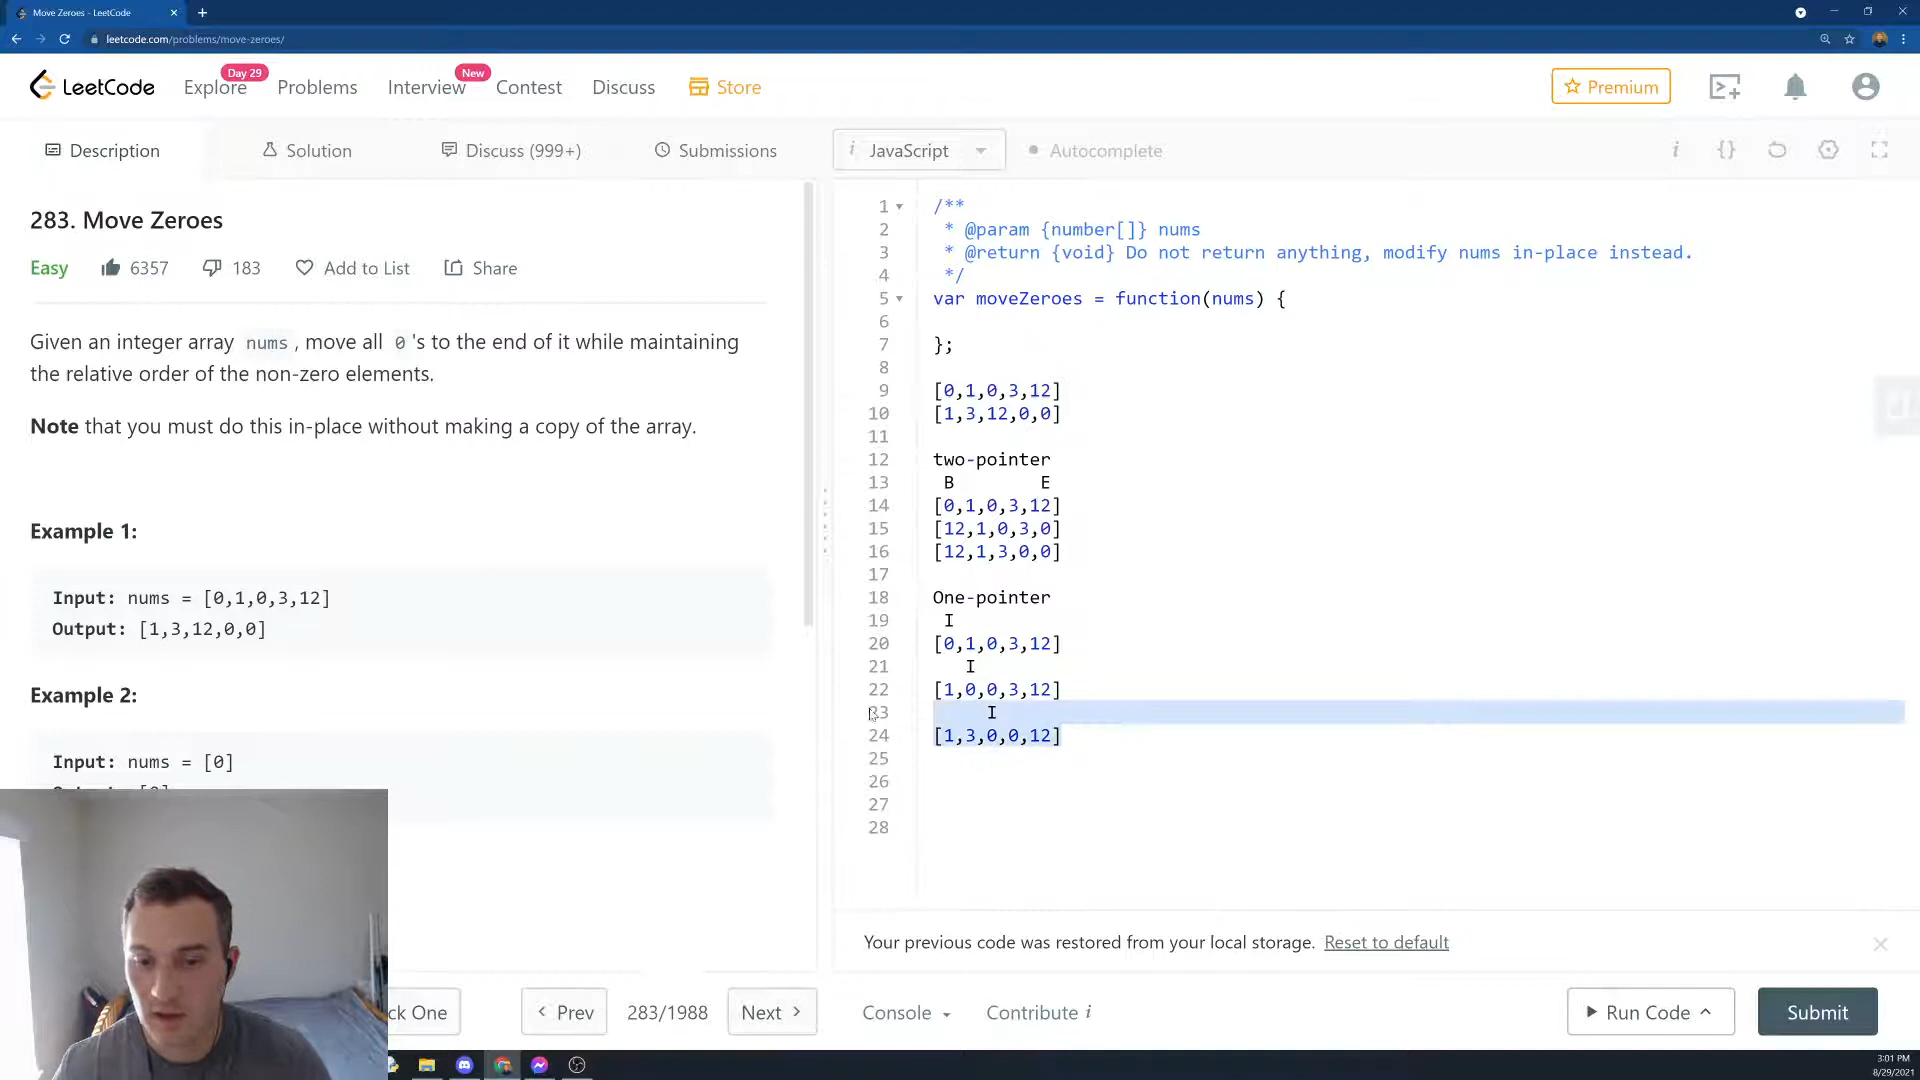 Move Zeroes - LeetCode
leetcode.com/problems/move-zeroes/
LeetCode
Explore
Day 29
Problems
Interview
New
Contest
Discuss
Store
Premium
Description
Solution
Discuss (999+)
Submissions
i JavaScript
Autocomplete
283. Move Zeroes
Easy 6357 183 Add to List Share
Given an integer array nums, move all 0's to the end of it while maintaining
the relative order of the non-zero elements.
Note that you must do this in-place without making a copy of the array.
Example 1:
Input: nums = [0,1,0,3,12]
Output: [1,3,12,0,0]
Example 2:
Input: nums = [0]
1 /**
2 * @param {number[]} nums
3 * @return {void} Do not return anything, modify nums in-place instead.
4 */
5 var moveZeroes = function(nums) {
6
7 };
8
9 [0,1,0,3,12]
10 [1,3,12,0,0]
11
12 two-pointer
13 B E
14 [0,1,0,3,12]
15 [12,1,0,3,0]
16 [12,1,3,0,0]
17
18 One-pointer
19 I
20 [0,1,0,3,12]
21 I
22 [1,0,0,3,12]
23 I
24 [1,3,0,0,12]
25
26
27
28
Your previous code was restored from your local storage. Reset to default
ck One
Prev
283/1988
Next
Console
Contribute i
Run Code
Submit
3:01 PM
8/29/2021